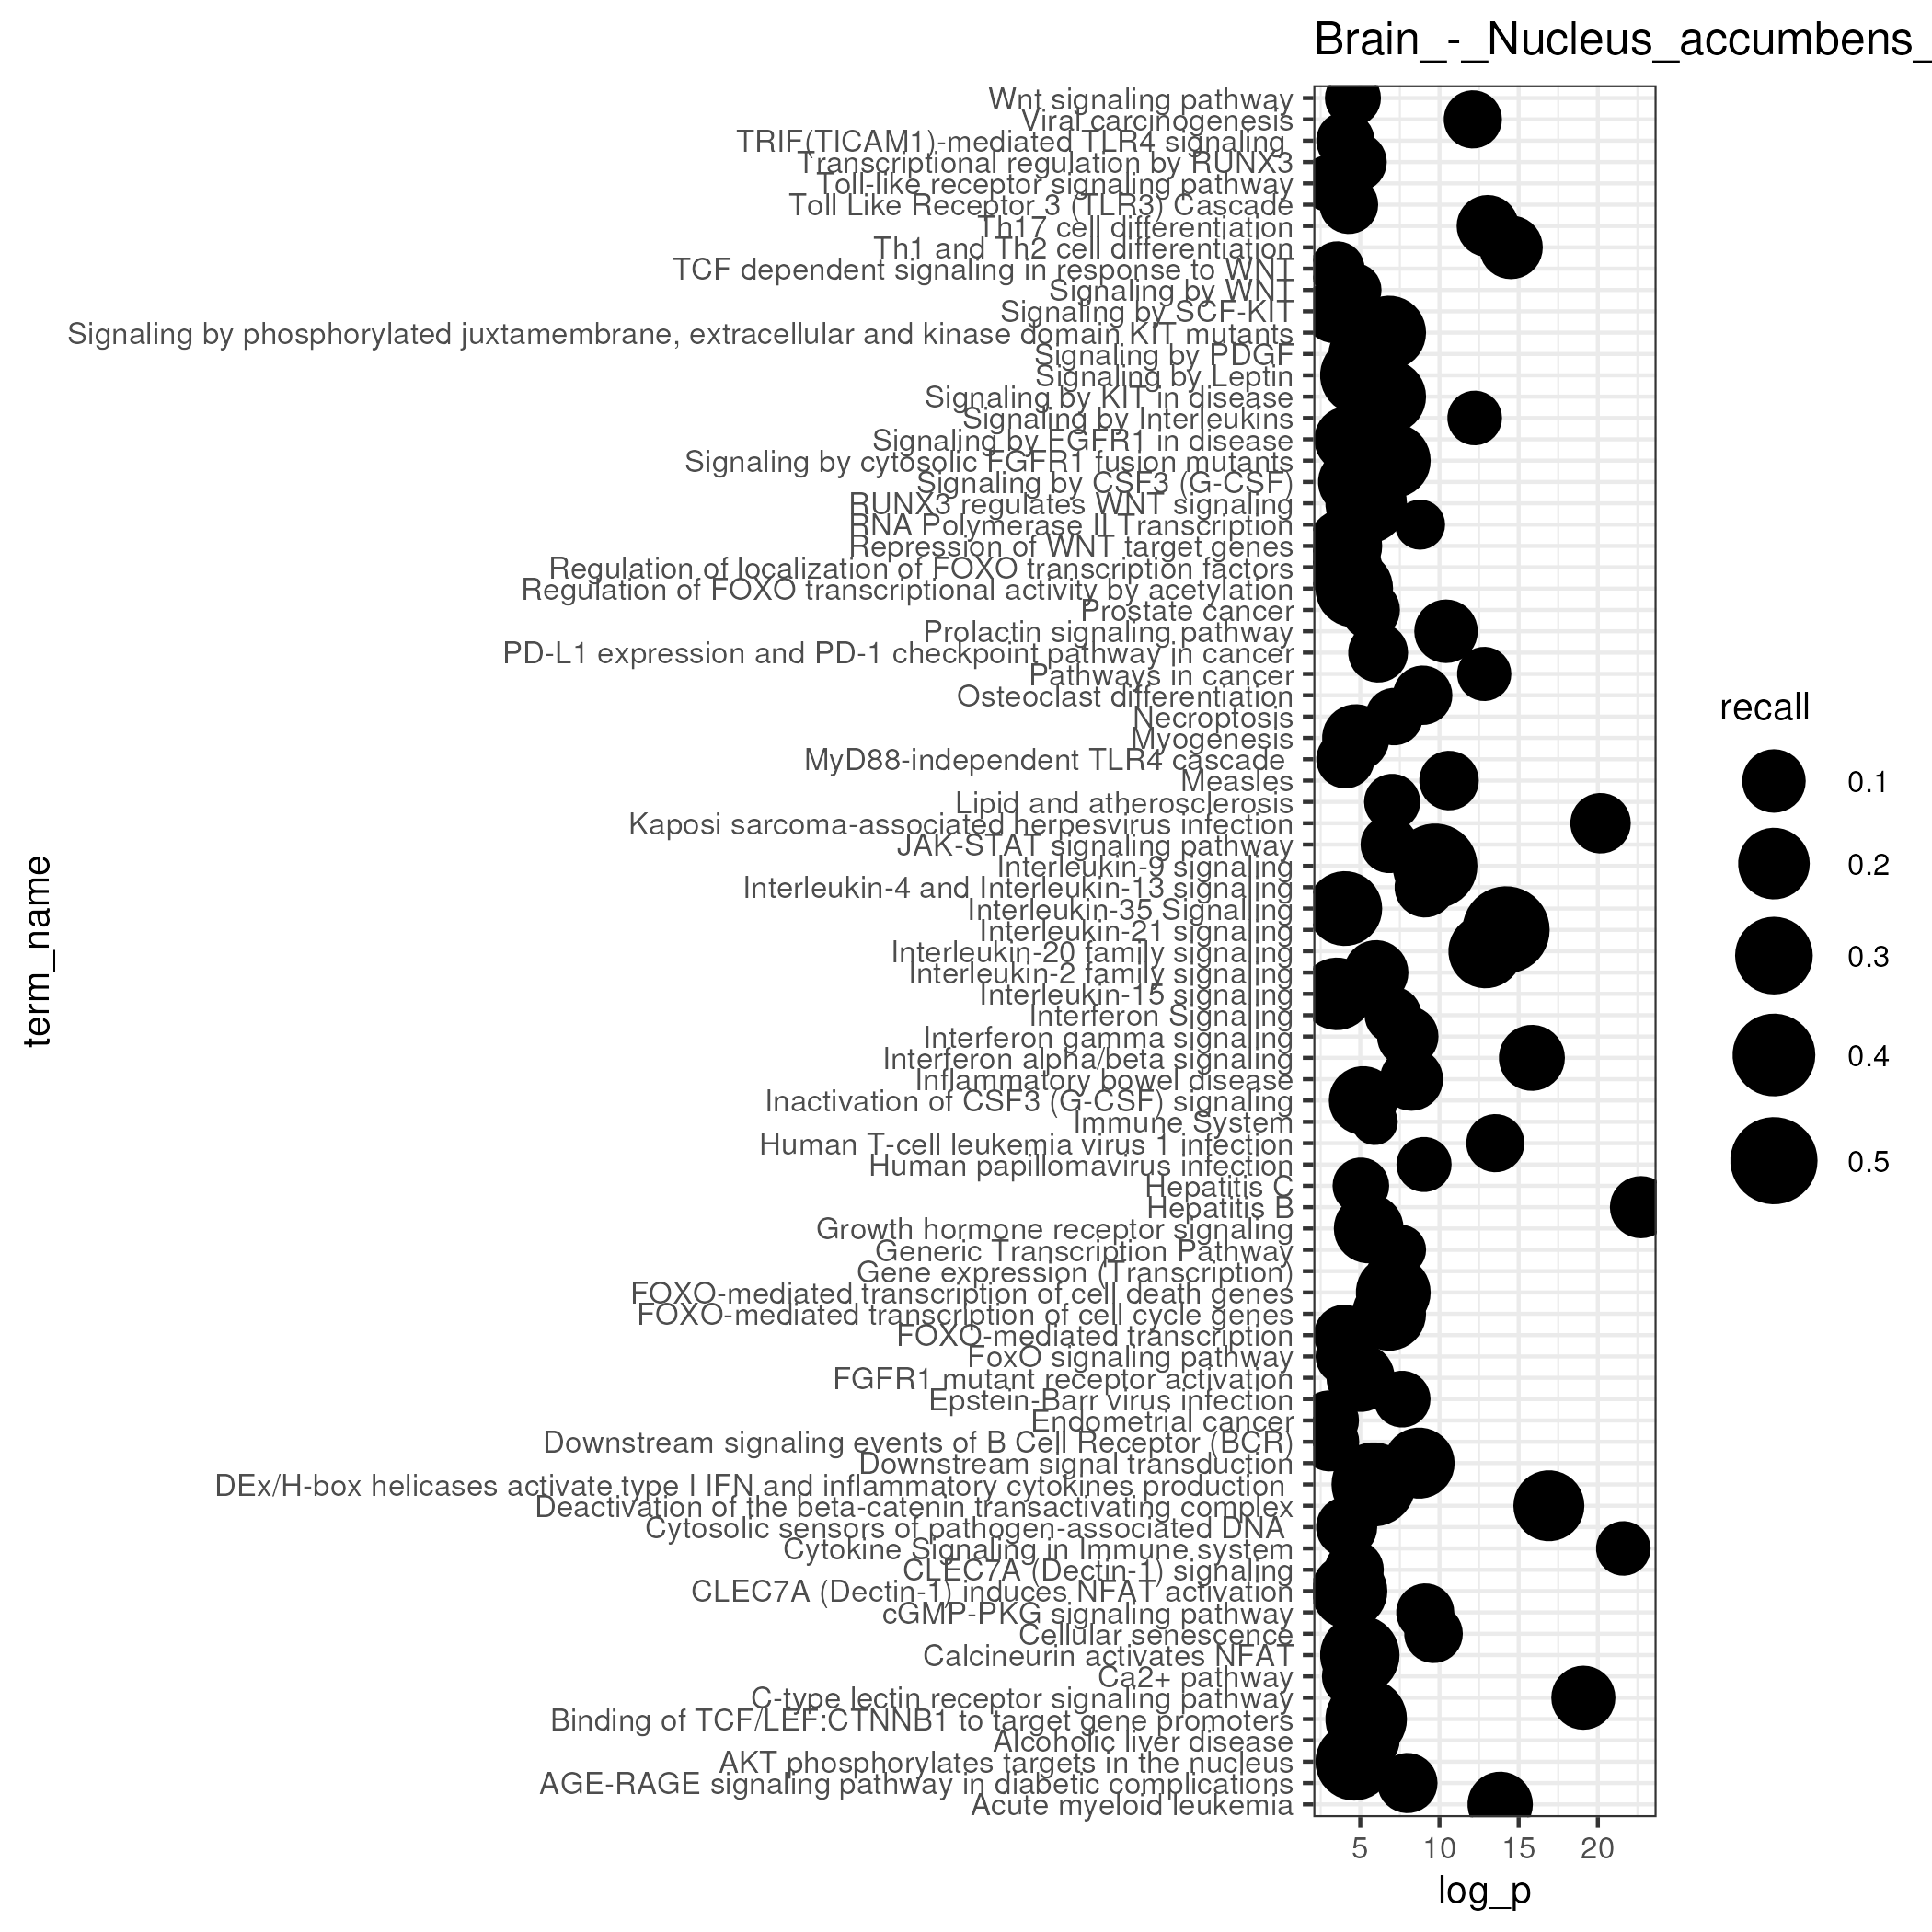 Brain_-_Nucleus_accumbens_
Wnt signaling pathway
Viral carcinogenesis
TRIF(TICAM1)-mediated TLR4 signaling
Transcriptional regulation by RUNX3
Toll-like receptor signaling pathway
Toll Like Receptor 3 (TLR3) Cascade
Th17 cell differentiation
Th1 and Th2 cell differentiation
TCF dependent signaling in response to WNT
Signaling by WNT
Signaling by SCF-KIT
Signaling by phosphorylated juxtamembrane, extracellular and kinase domain KIT mutants
Signaling by PDGF
Signaling by Leptin
Signaling by KIT in disease
Signaling by Interleukins
Signaling by FGFR1 in disease
Signaling by cytosolic FGFR1 fusion mutants
Signaling by CSF3 (G-CSF)
RUNX3 regulates WNT signaling
RNA Polymerase II Transcription
Repression of WNT target genes
Regulation of localization of FOXO transcription factors
Regulation of FOXO transcriptional activity by acetylation
Prostate cancer
Prolactin signaling pathway
PD-L1 expression and PD-1 checkpoint pathway in cancer
Pathways in cancer
Osteoclast differentiation
Necroptosis
Myogenesis
MyD88-independent TLR4 cascade
Measles
Lipid and atherosclerosis
Kaposi sarcoma-associated herpesvirus infection
JAK-STAT signaling pathway
Interleukin-9 signaling
Interleukin-4 and Interleukin-13 signaling
Interleukin-35 Signalling
Interleukin-21 signaling
Interleukin-20 family signaling
Interleukin-2 family signaling
Interleukin-15 signaling
Interferon Signaling
Interferon gamma signaling
Interferon alpha/beta signaling
Inflammatory bowel disease
Inactivation of CSF3 (G-CSF) signaling
Immune System
Human T-cell leukemia virus 1 infection
Human papillomavirus infection
Hepatitis C
Hepatitis B
Growth hormone receptor signaling
Generic Transcription Pathway
Gene expression (Transcription)
FOXO-mediated transcription of cell death genes
FOXO-mediated transcription of cell cycle genes
FOXO-mediated transcription
FoxO signaling pathway
FGFR1 mutant receptor activation
Epstein-Barr virus infection
Endometrial cancer
Downstream signaling events of B Cell Receptor (BCR)
Downstream signal transduction
DEx/H-box helicases activate type I IFN and inflammatory cytokines production
Deactivation of the beta-catenin transactivating complex
Cytosolic sensors of pathogen-associated DNA
Cytokine Signaling in Immune system
CLEC7A (Dectin-1) signaling
CLEC7A (Dectin-1) induces NFAT activation
cGMP-PKG signaling pathway
Cellular senescence
Calcineurin activates NFAT
Ca2+ pathway
C-type lectin receptor signaling pathway
Binding of TCF/LEF:CTNNB1 to target gene promoters
Alcoholic liver disease
AKT phosphorylates targets in the nucleus
AGE-RAGE signaling pathway in diabetic complications
Acute myeloid leukemia
term_name
5 10 15 20
log_p
recall
0.1
0.2
0.3
0.4
0.5